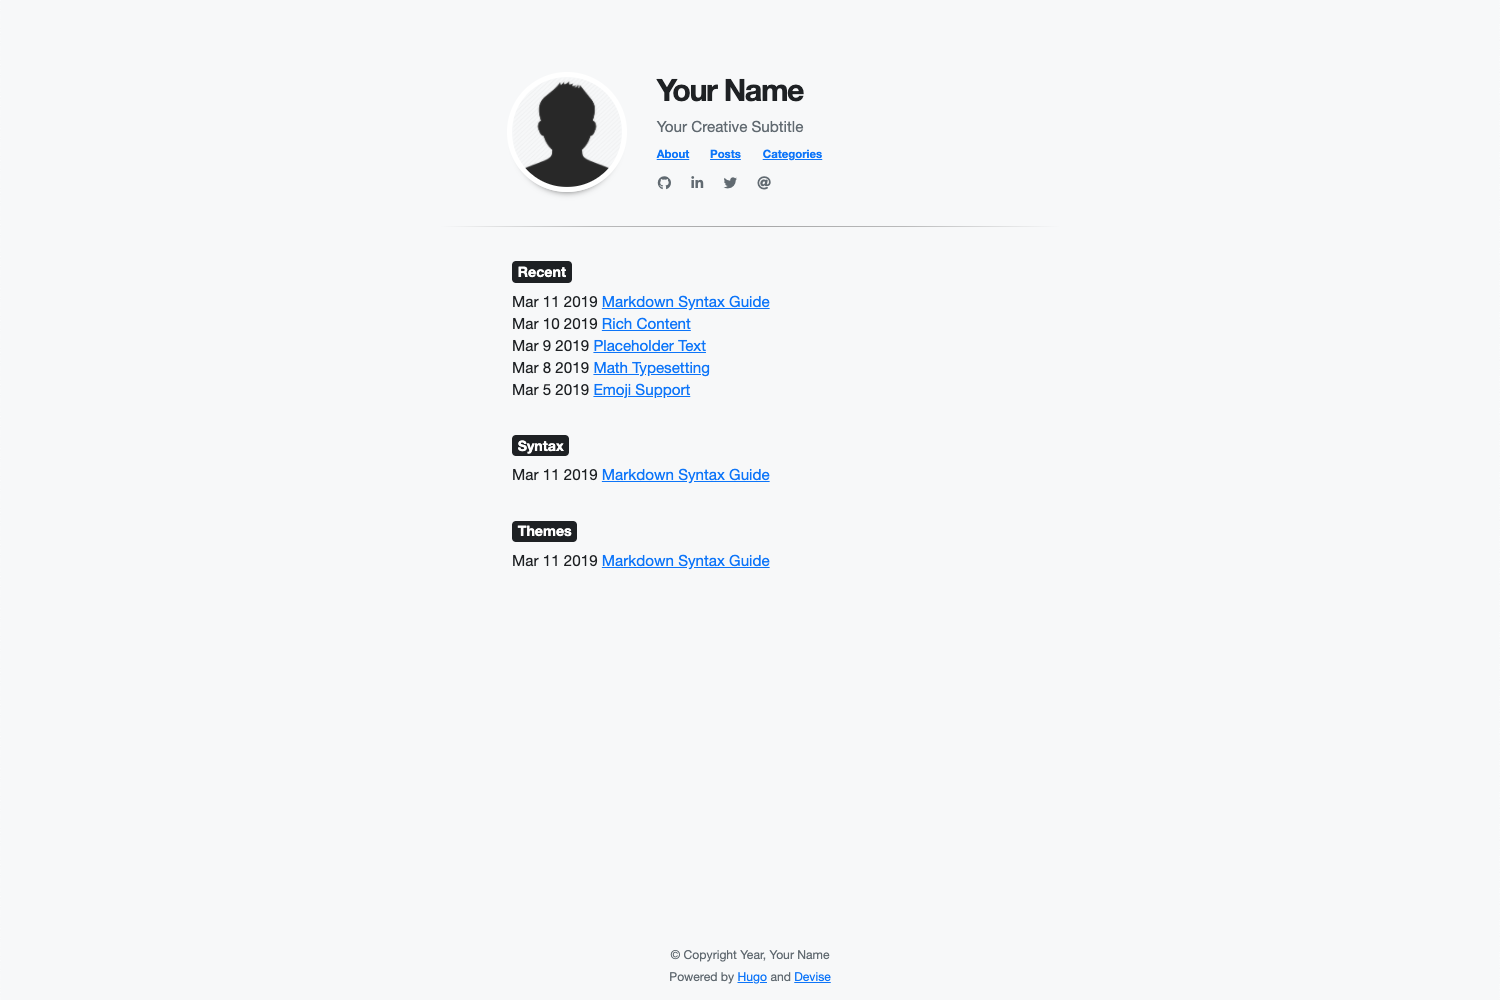 Your Name
Your Creative Subtitle
About Posts Categories
Recent
Mar 11 2019 Markdown Syntax Guide
Mar 10 2019 Rich Content
Mar 9 2019 Placeholder Text
Mar 8 2019 Math Typesetting
Mar 5 2019 Emoji Support
Syntax
Mar 11 2019 Markdown Syntax Guide
Themes
Mar 11 2019 Markdown Syntax Guide
© Copyright Year, Your Name
Powered by Hugo and Devise